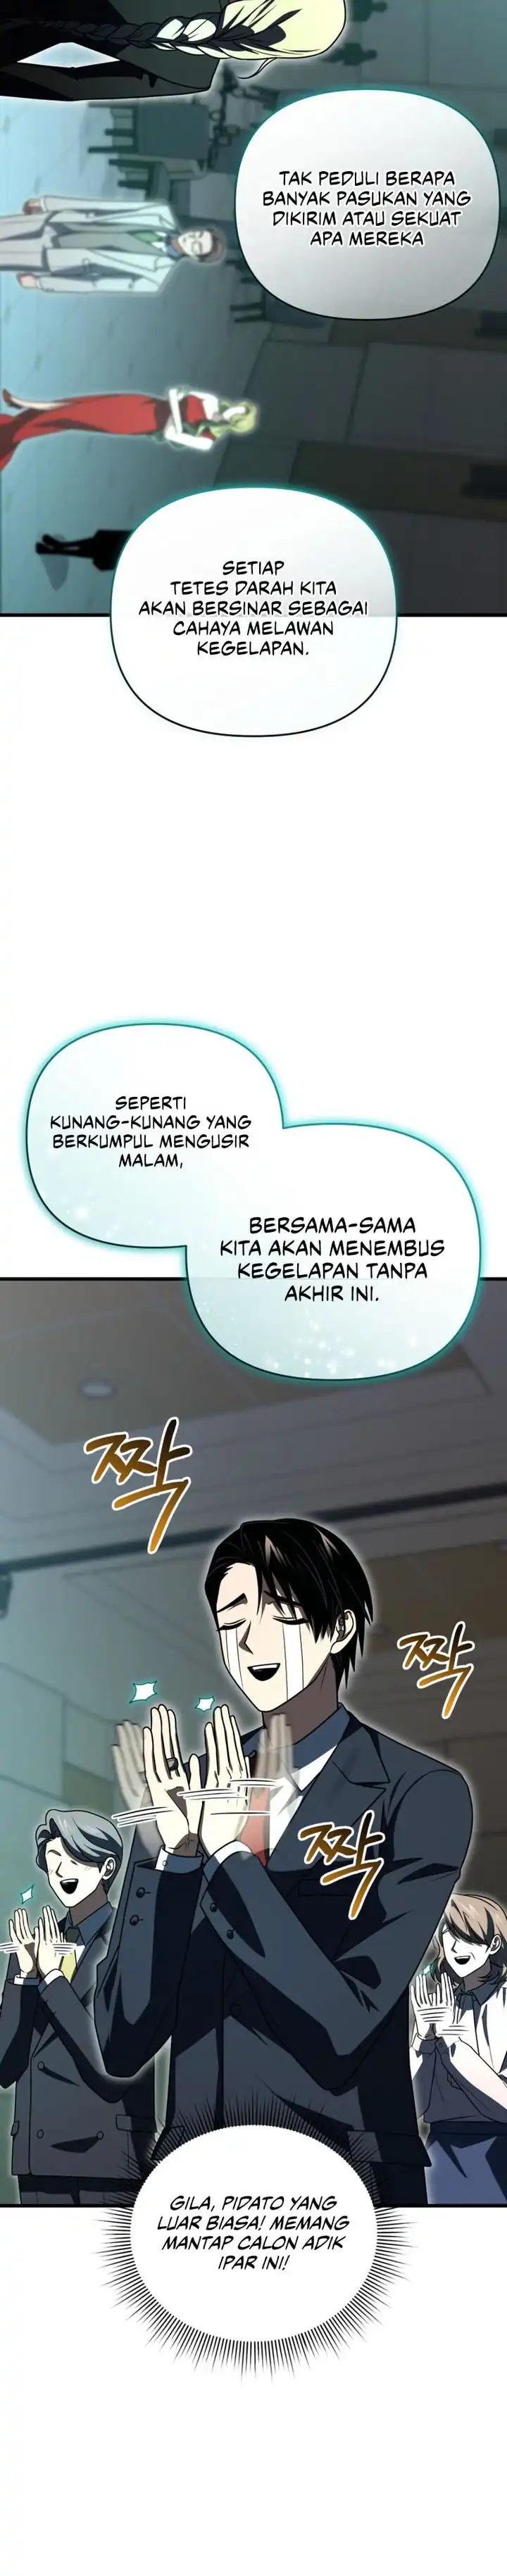 TAK PEDULI BERAPA
BANYAK PASUKAN YANG
DIKIRIM ATAU SEKUAT
APA MEREKA
SETIAP
TETES DARAH KITA
AKAN BERSINAR SEBAGAI
CAHAYA MELAWAN
KEGELAPAN.
SEPERTI
KUNANG-KUNANG YANG
BERKUMPUL MENGUSIR
MALAM,
BERSAMA-SAMA
KITA AKAN MENEMBUS
KEGELAPAN TANPA
AKHIR INI.
짝
짝
짝
GILA, PIDATO YANG
LUAR BIASA! MEMANG
MANTAP CALON ADIK
IPAR INI!